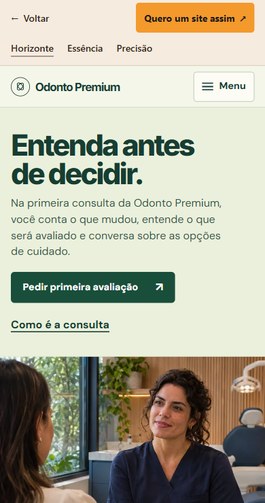 ← Voltar
Quero um site assim ↗
Horizonte Essência Precisão
Odonto Premium
Menu
Entenda antes
de decidir.
Na primeira consulta da Odonto Premium,
você conta o que mudou, entende o que
será avaliado e conversa sobre as opções
de cuidado.
Pedir primeira avaliação ↗
Como é a consulta